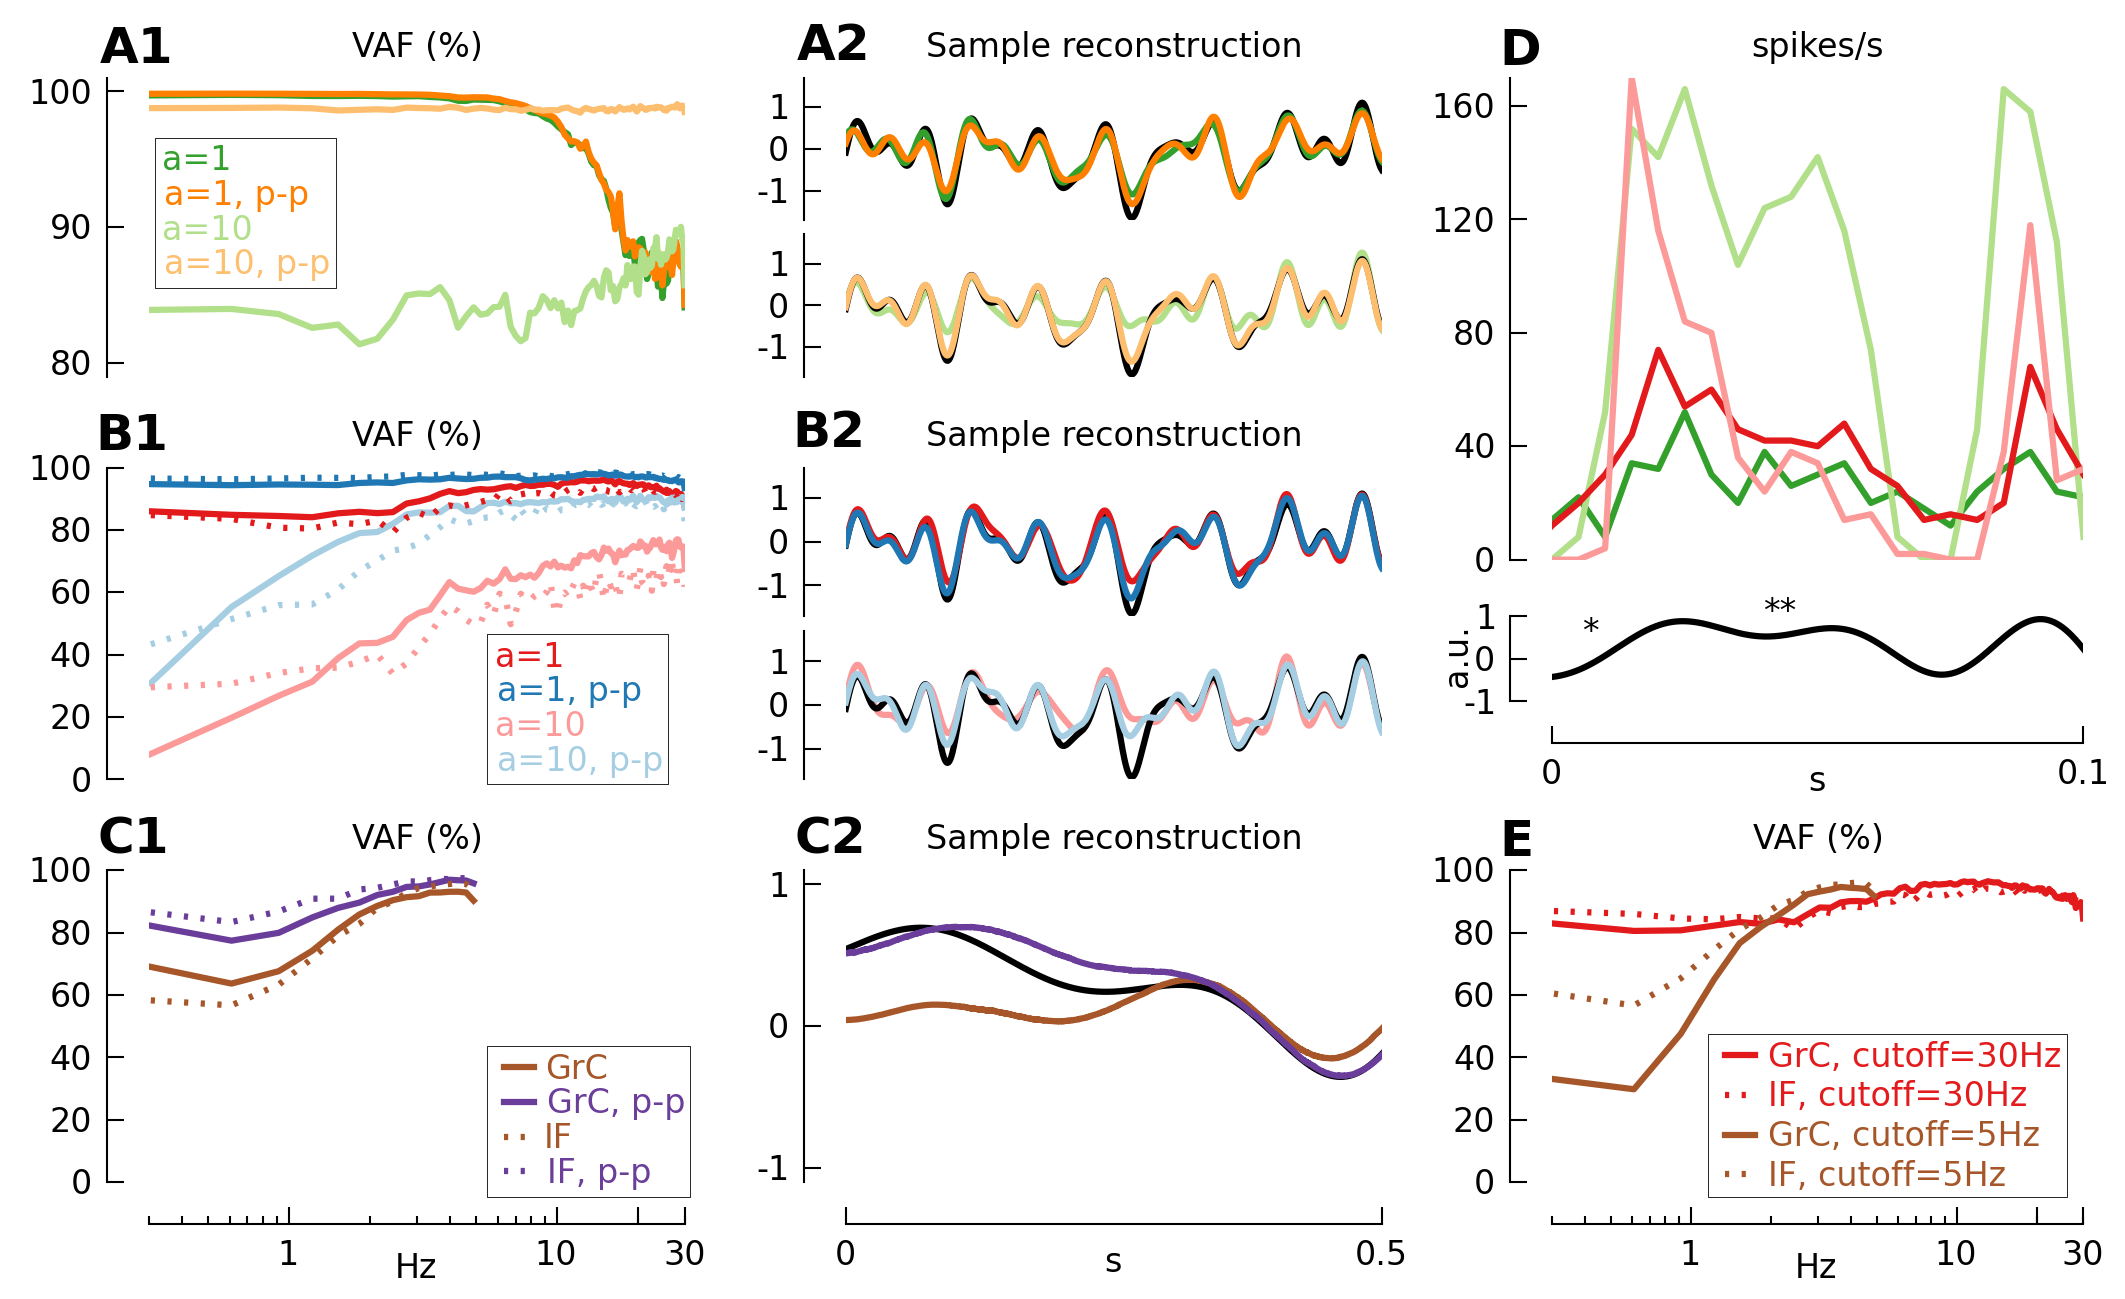 A1 VAF (%)
100
90
80
a=1
a=1, p-p
a=10
a=10, p-p
A2 Sample reconstruction
1
0
-1
1
0
-1
B1 VAF (%)
100
80
60
40
20
0
a=1
a=1, p-p
a=10
a=10, p-p
B2 Sample reconstruction
1
0
-1
1
0
-1
C1 VAF (%)
100
80
60
40
20
0
GrC
GrC, p-p
IF
IF, p-p
1 10 30
Hz
C2 Sample reconstruction
1
0
-1
0 0.5
s
D spikes/s
160
120
80
40
0
* **
a.u.
1
0
-1
0 0.1
s
E VAF (%)
100
80
60
40
20
0
GrC, cutoff=30Hz
IF, cutoff=30Hz
GrC, cutoff=5Hz
IF, cutoff=5Hz
1 10 30
Hz